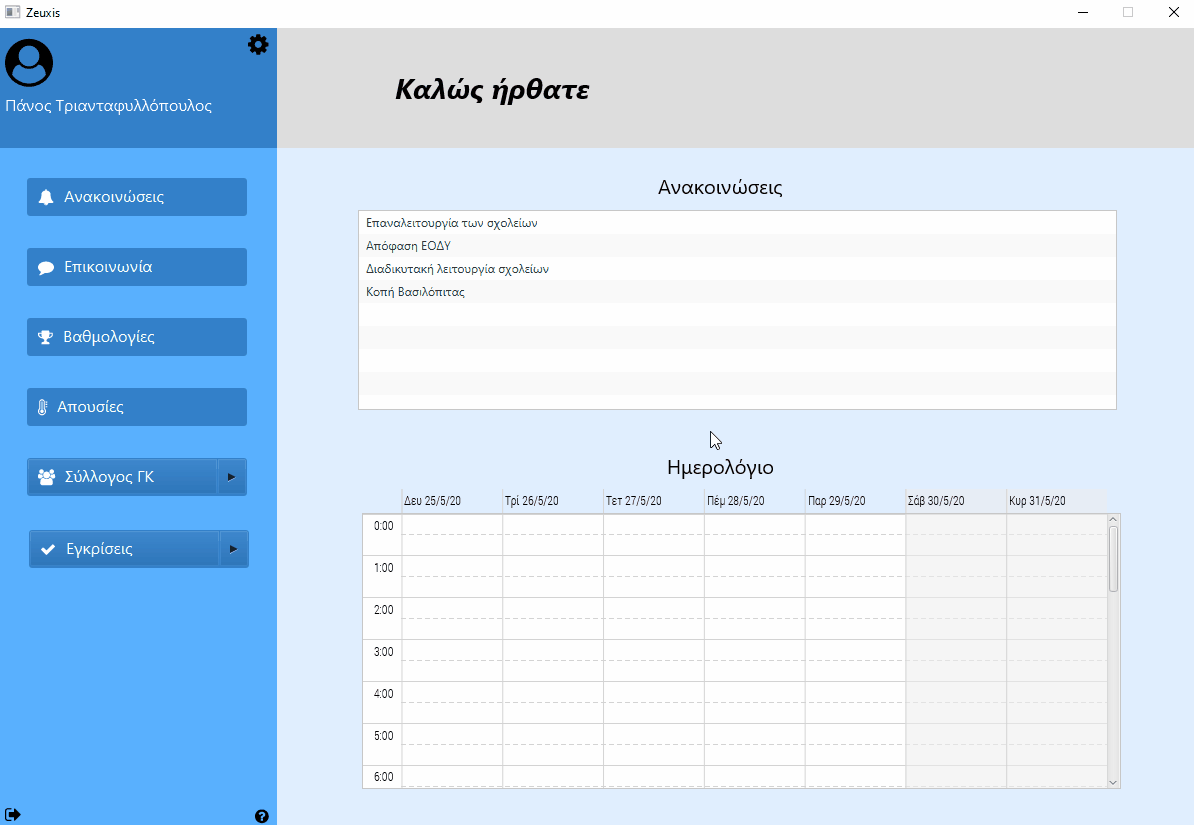 Zeuxis
Πάνος Τριανταφυλλόπουλος
Καλώς ήρθατε
Ανακοινώσεις
Επικοινωνία
Βαθμολογίες
Απουσίες
Σύλλογος ΓΚ
Εγκρίσεις
Ανακοινώσεις
Επαναλειτουργία των σχολείων
Απόφαση ΕΟΔΥ
Διαδικυτακή λειτουργία σχολείων
Κοπή Βασιλόπιτας
Ημερολόγιο
Δευ 25/5/20 Τρί 26/5/20 Τετ 27/5/20 Πέμ 28/5/20 Παρ 29/5/20 Σάβ 30/5/20 Κυρ 31/5/20
0:00
1:00
2:00
3:00
4:00
5:00
6:00